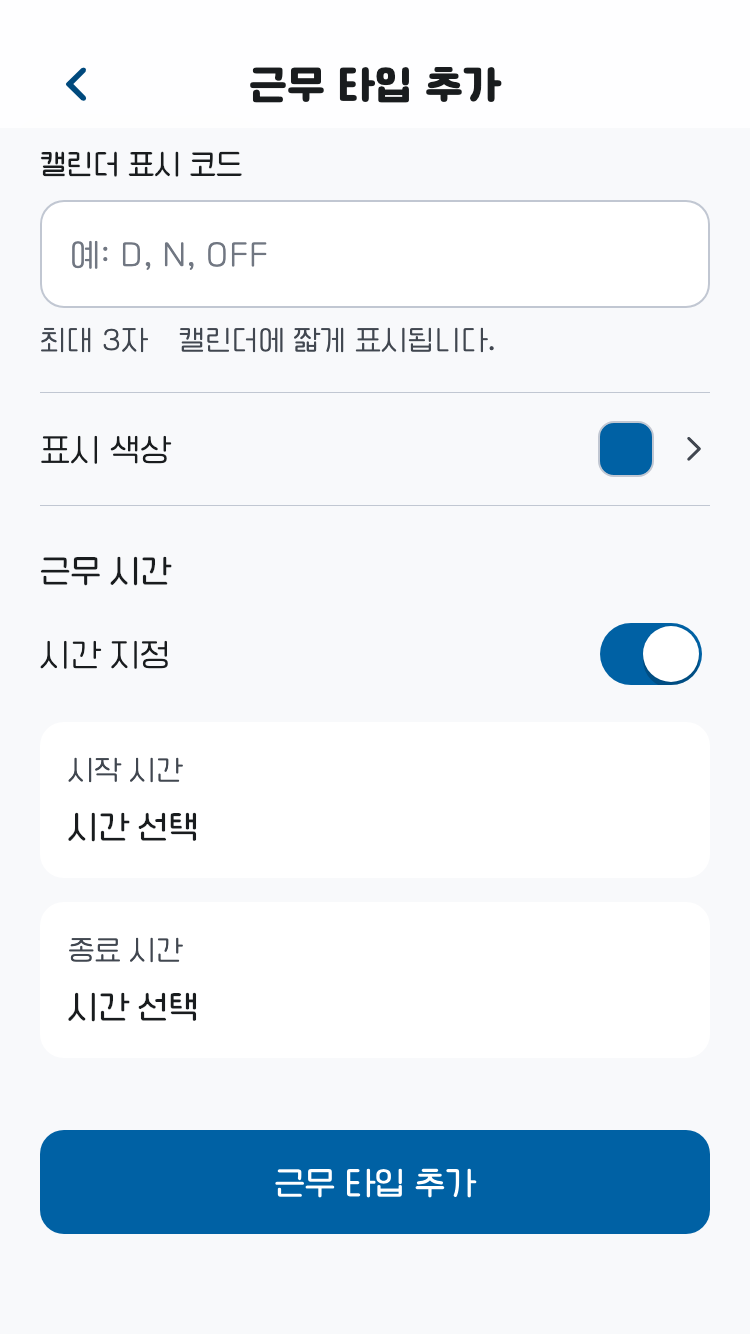 근무 타입 추가
캘린더 표시 코드
예: D, N, OFF
최대 3자 캘린더에 짧게 표시됩니다.
표시 색상
근무 시간
시간 지정
시작 시간
시간 선택
종료 시간
시간 선택
근무 타입 추가